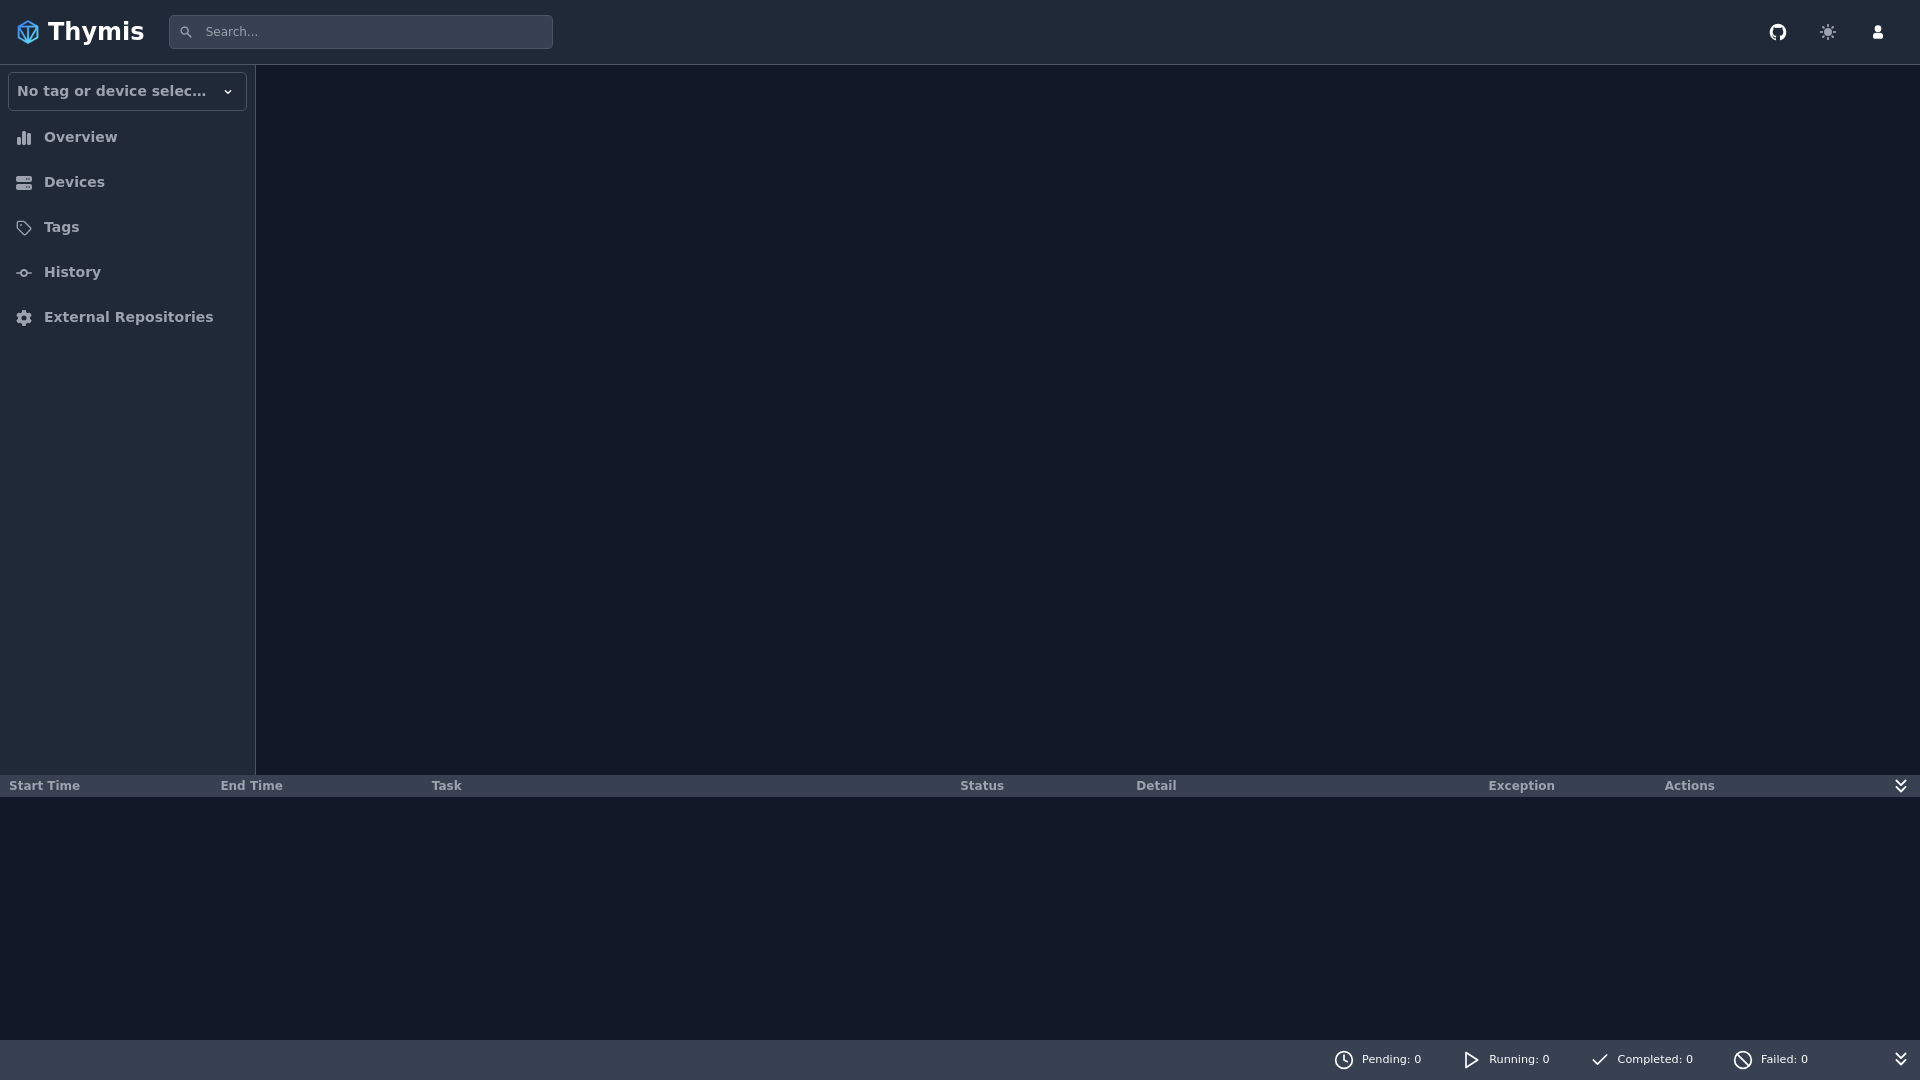 Thymis
Search...
No tag or device selec...
Overview
Devices
Tags
History
External Repositories
Start Time End Time Task Status Detail Exception Actions
Pending: 0 Running: 0 Completed: 0 Failed: 0